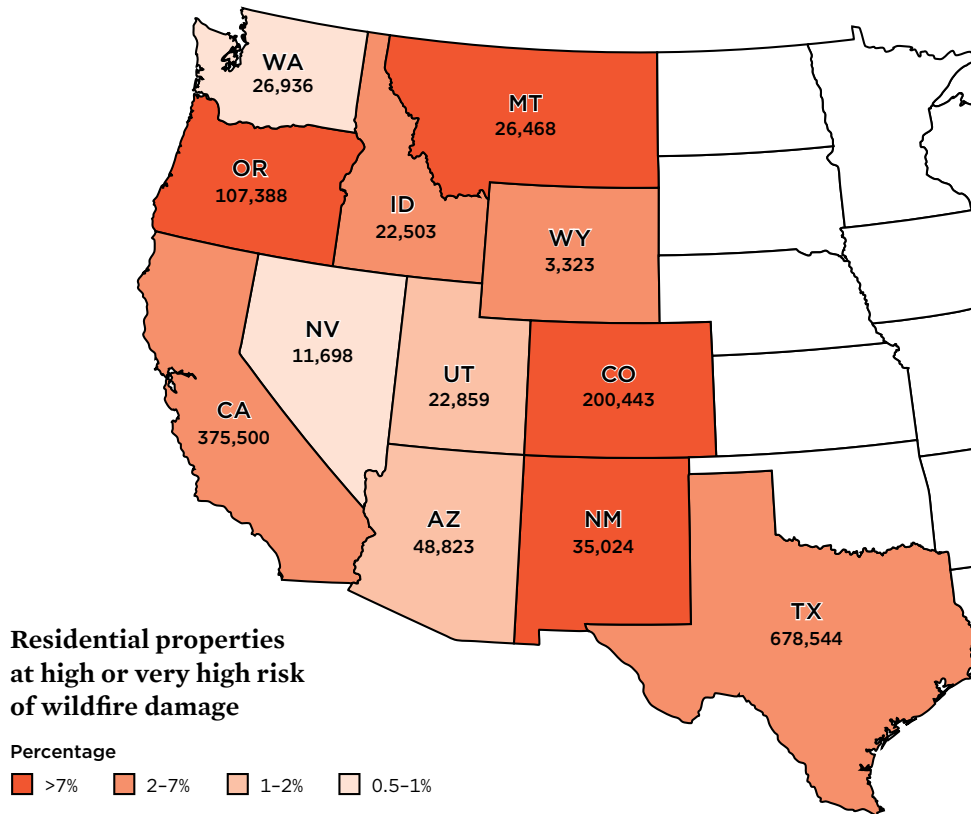 WA
26,936
MT
26,468
OR
107,388
ID
22,503
WY
3,323
NV
11,698
UT
22,859
CO
200,443
CA
375,500
AZ
48,823
NM
35,024
TX
678,544
Residential properties
at high or very high risk
of wildfire damage
Percentage
>7% 2–7% 1–2% 0.5–1%